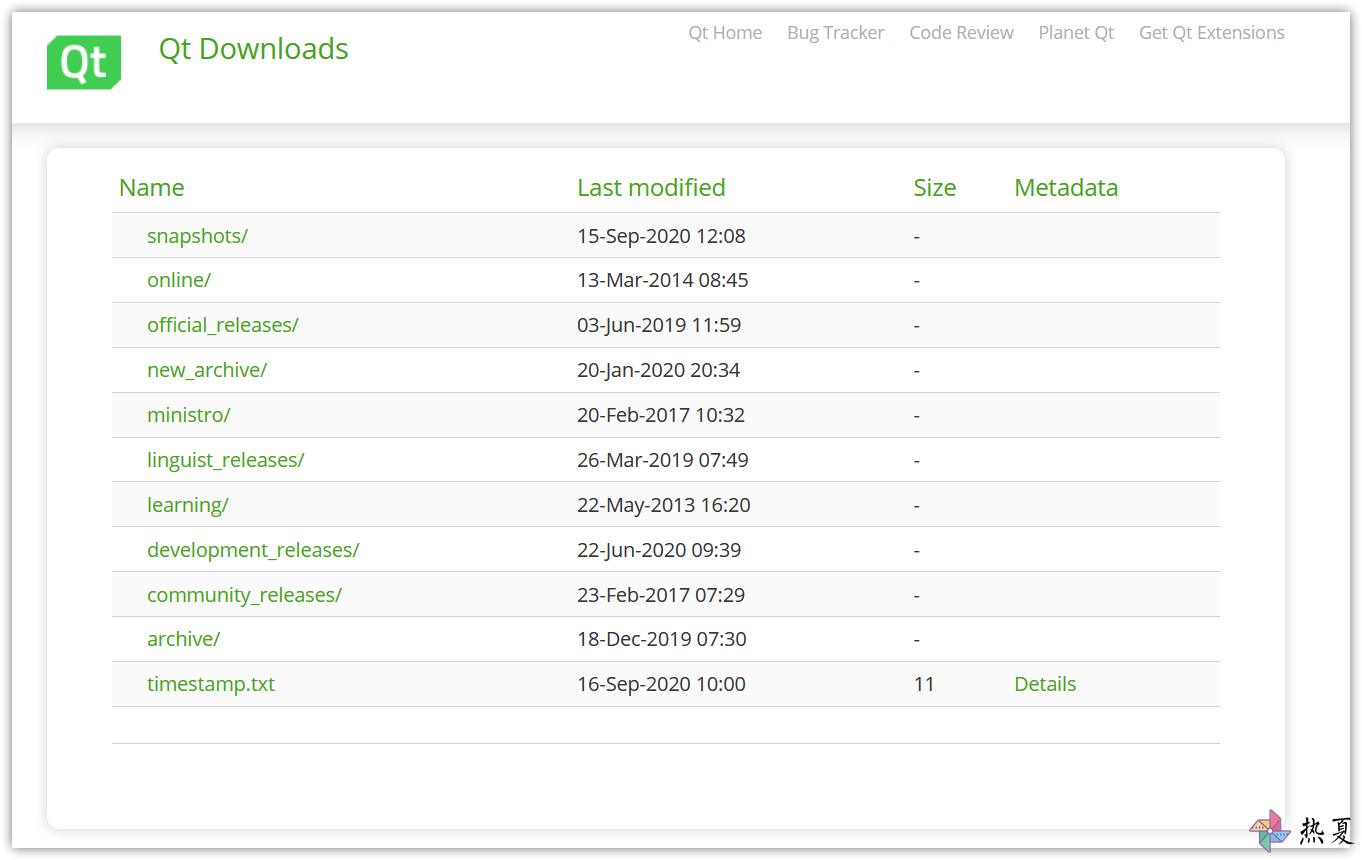 Qt
Qt Downloads
Qt Home Bug Tracker Code Review Planet Qt Get Qt Extensions
Name Last modified Size Metadata
snapshots/ 15-Sep-2020 12:08 -
online/ 13-Mar-2014 08:45 -
official_releases/ 03-Jun-2019 11:59 -
new_archive/ 20-Jan-2020 20:34 -
ministro/ 20-Feb-2017 10:32 -
linguist_releases/ 26-Mar-2019 07:49 -
learning/ 22-May-2013 16:20 -
development_releases/ 22-Jun-2020 09:39 -
community_releases/ 23-Feb-2017 07:29 -
archive/ 18-Dec-2019 07:30 -
timestamp.txt 16-Sep-2020 10:00 11 Details
热夏